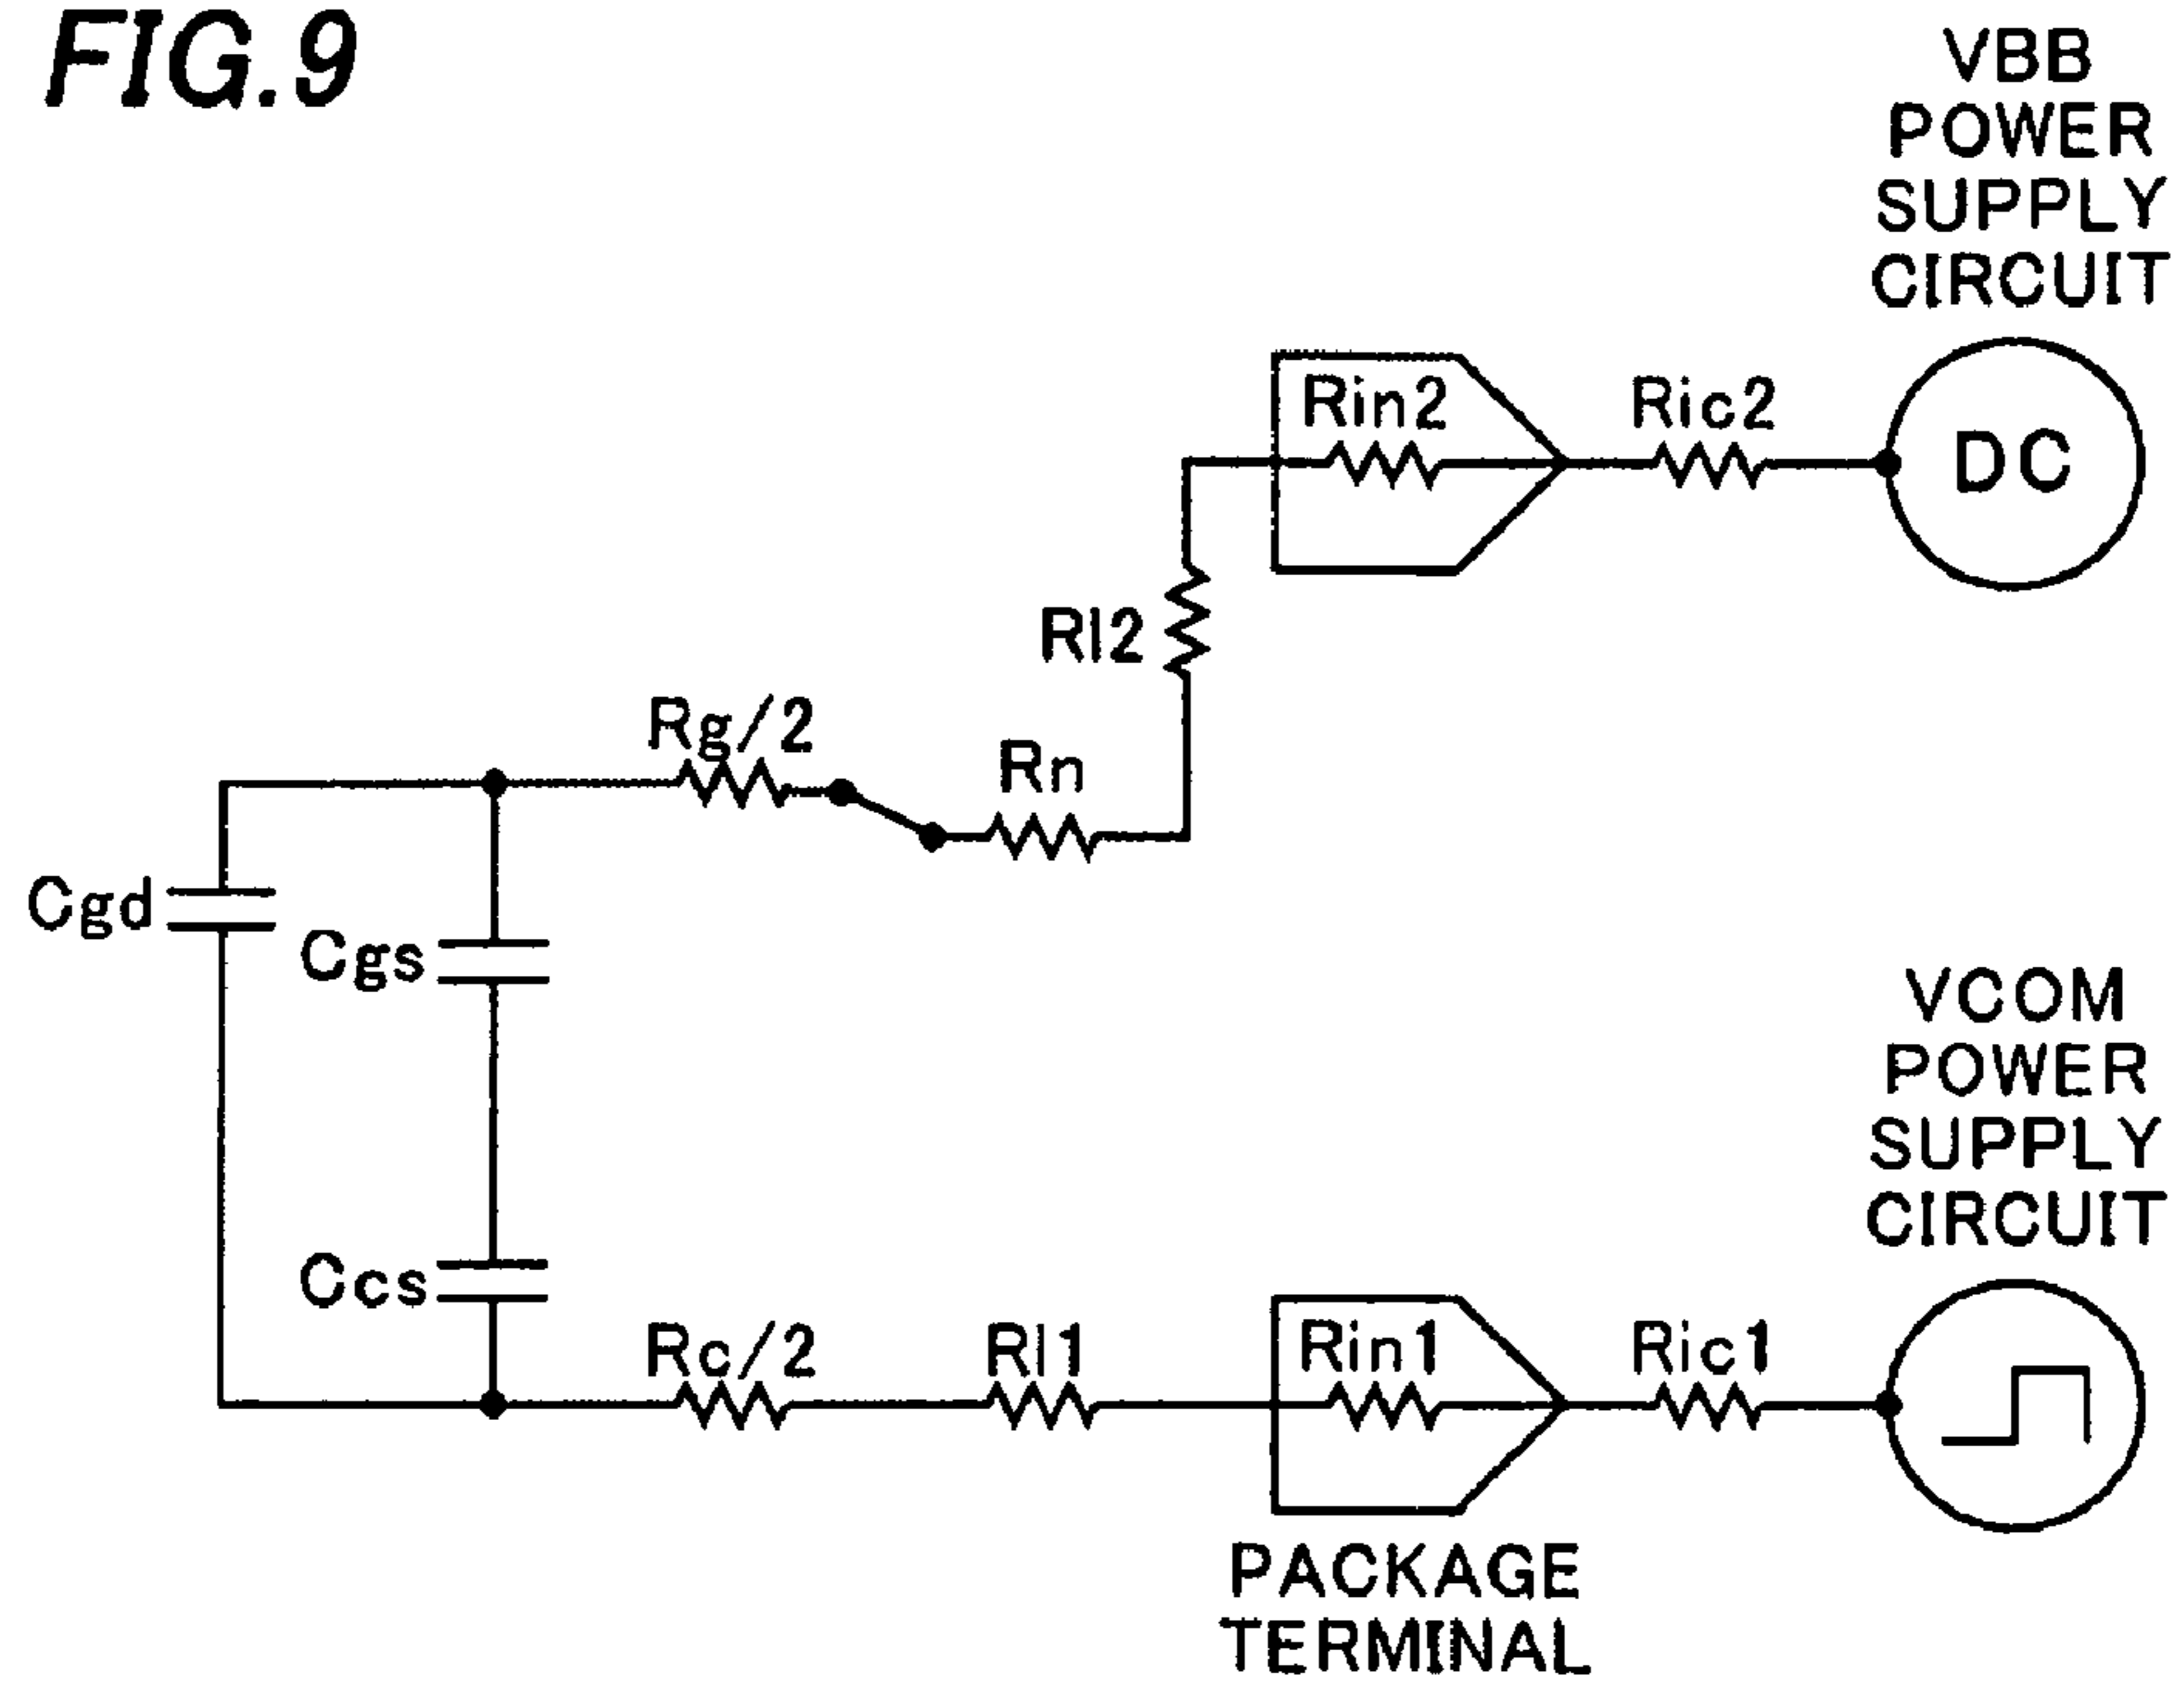 FIG.9
VBB
POWER
SUPPLY
CIRCUIT
Rin2
Ric2
DC
Rl2
Rg/2
Rn
Cgd
Cgs
VCOM
POWER
SUPPLY
CIRCUIT
Ccs
Rc/2
Rl1
Rin1
Ric1
PACKAGE
TERMINAL